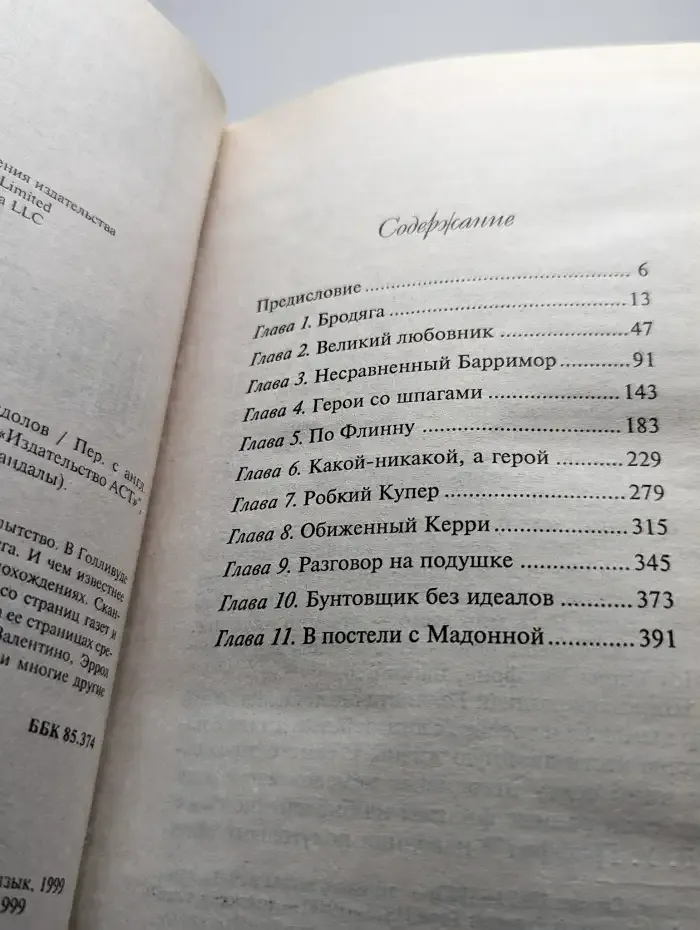 ения издательства
Limited
a LLC
долов / Пер. с англ.
«Издательство АСТ»,
андалы).
ытство. В Голливуде
га. И чем известнее
охождениях. Скан-
со страниц газет и
а ее страницах сре-
Валентино, Эррол
и многие другие
ББК 85.374
язык, 1999
999
Содержание
Предисловие 6
Глава 1. Бродяга 13
Глава 2. Великий любовник 47
Глава 3. Несравненный Барримор 91
Глава 4. Герои со шпагами 143
Глава 5. По Флинну 183
Глава 6. Какой-никакой, а герой 229
Глава 7. Робкий Купер 279
Глава 8. Обиженный Керри 315
Глава 9. Разговор на подушке 345
Глава 10. Бунтовщик без идеалов 373
Глава 11. В постели с Мадонной 391